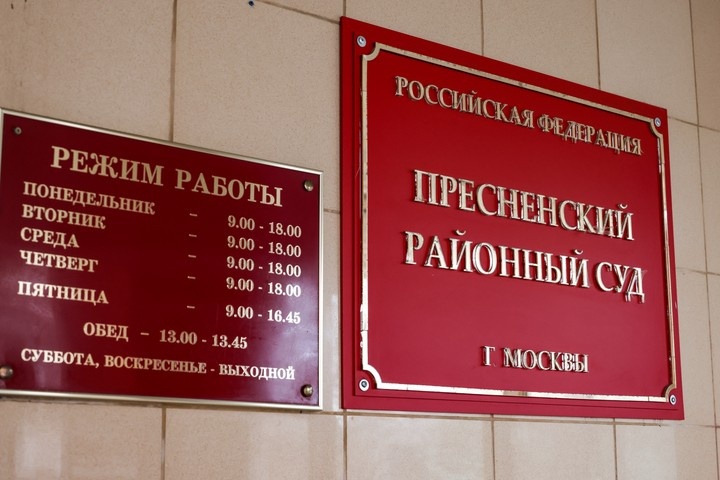 РЕЖИМ РАБОТЫ
ПОНЕДЕЛЬНИК – 9.00 - 18.00
ВТОРНИК – 9.00 - 18.00
СРЕДА – 9.00 - 18.00
ЧЕТВЕРГ – 9.00 - 18.00
ПЯТНИЦА – 9.00 - 16.45
ОБЕД – 13.00 - 13.45
СУББОТА, ВОСКРЕСЕНЬЕ - ВЫХОДНОЙ
РОССИЙСКАЯ ФЕДЕРАЦИЯ
ПРЕСНЕНСКИЙ
РАЙОННЫЙ СУД
Г МОСКВЫ